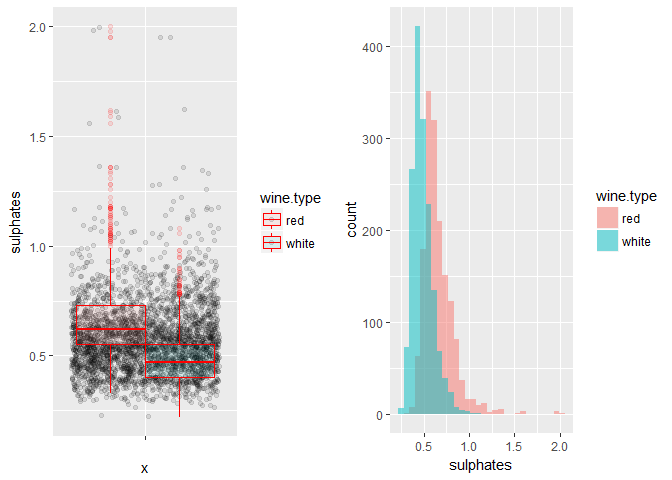 2.0
1.5
1.0
0.5
sulphates
x
wine.type
red
white
400
300
200
100
0
count
0.5 1.0 1.5 2.0
sulphates
wine.type
red
white